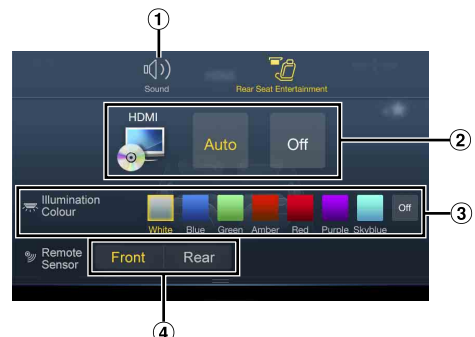 1
Sound
Rear Seat Entertainment
HDMI
Auto
Off
2
Illumination
Colour
White
Blue
Green
Amber
Red
Purple
Skyblue
Off
3
Remote
Sensor
Front
Rear
4